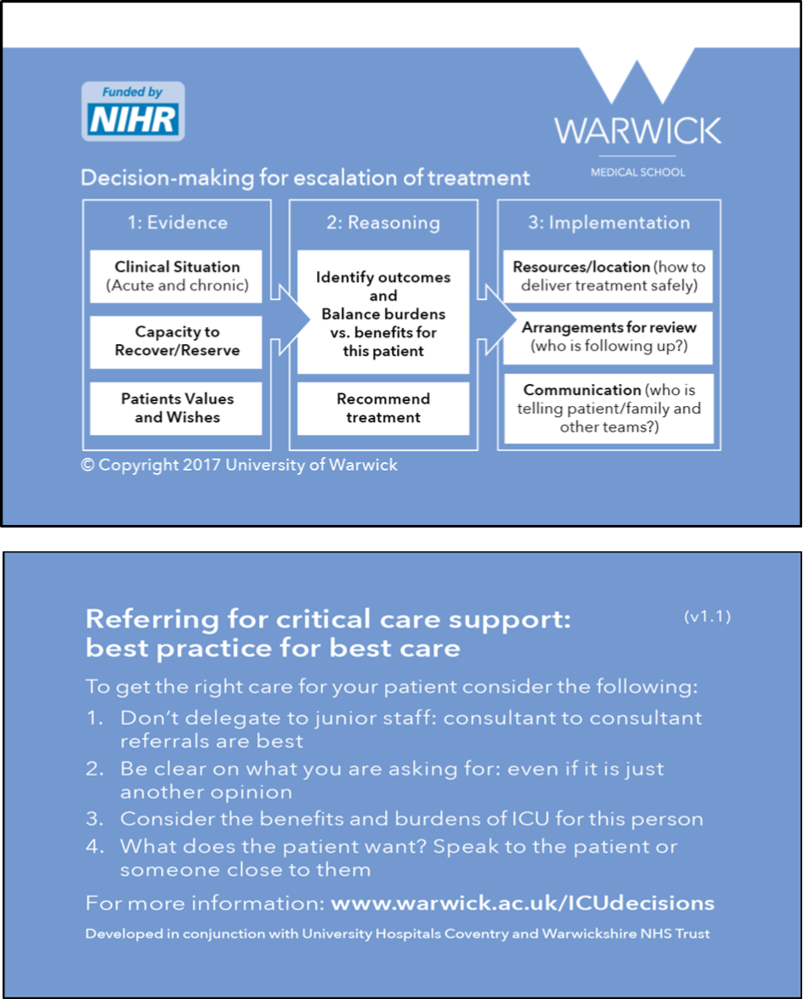 Funded by
NIHR
WARWICK
MEDICAL SCHOOL
Decision-making for escalation of treatment
1: Evidence
Clinical Situation
(Acute and chronic)
Capacity to
Recover/Reserve
Patients Values
and Wishes
2: Reasoning
Identify outcomes
and
Balance burdens
vs. benefits for
this patient
Recommend
treatment
3: Implementation
Resources/location (how to
deliver treatment safely)
Arrangements for review
(who is following up?)
Communication (who is
telling patient/family and
other teams?)
© Copyright 2017 University of Warwick
Referring for critical care support:
best practice for best care
(v1.1)
To get the right care for your patient consider the following:
1. Don’t delegate to junior staff: consultant to consultant
referrals are best
2. Be clear on what you are asking for: even if it is just
another opinion
3. Consider the benefits and burdens of ICU for this person
4. What does the patient want? Speak to the patient or
someone close to them
For more information: www.warwick.ac.uk/ICUdecisions
Developed in conjunction with University Hospitals Coventry and Warwickshire NHS Trust